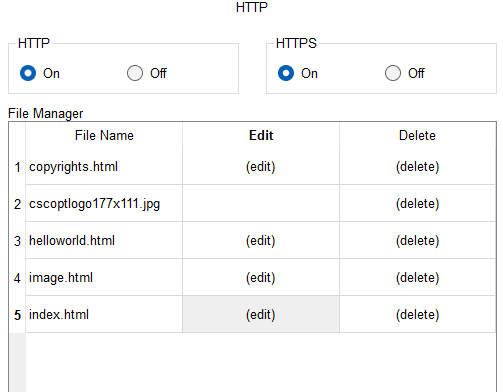 HTTP
HTTP HTTPS
On Off On Off
File Manager
File Name Edit Delete
1 copyrights.html (edit) (delete)
2 cscoptlogo177x111.jpg (delete)
3 helloworld.html (edit) (delete)
4 image.html (edit) (delete)
5 index.html (edit) (delete)